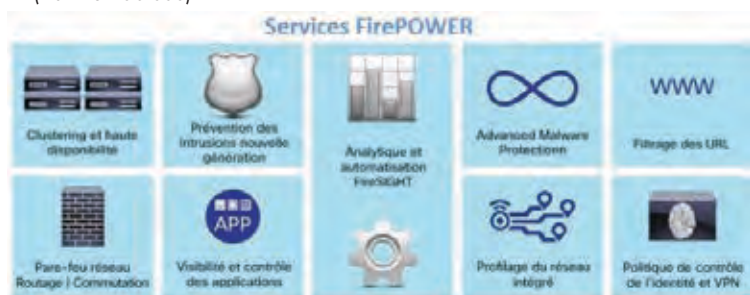 Services FirePOWER
Clustering et haute
disponibilité
Prévention des
intrusions nouvelle
génération
Analytique et
automatisation
FireSIGHT
Advanced Malware
Protectionn
WWW
Filtrage des URL
Pare-feu réseau
Routage | Commutation
APP
Visibilité et contrôle
des applications
Profilage du réseau
intégré
Politique de contrôle
de l'identité et VPN